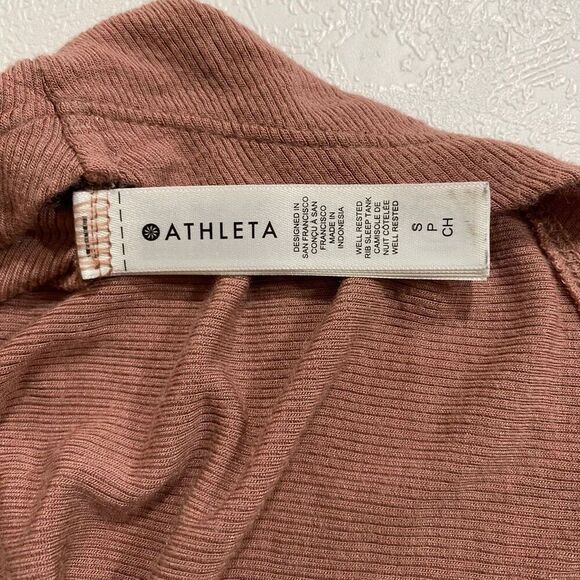 ATHLETA
DESIGNED IN
SAN FRANCISCO
CONÇU À SAN
FRANCISCO
MADE IN
INDONESIA
WELL RESTED
RIB SLEEP TANK
CAMISOLE DE
NUIT CÔTELÉE
WELL RESTED
S
P
CH